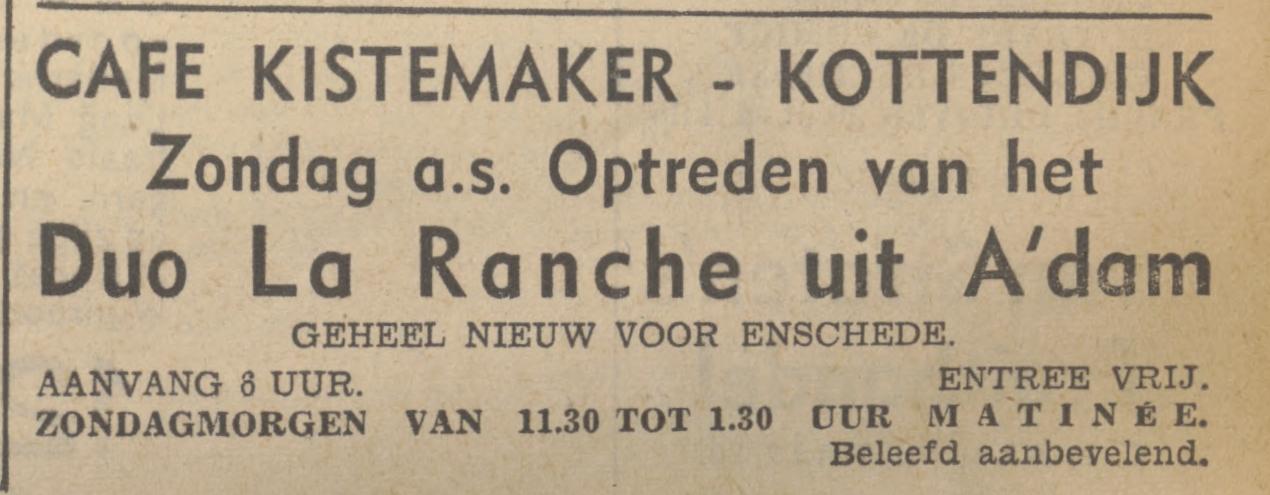 CAFE KISTEMAKER - KOTTENDIJK
Zondag a.s. Optreden van het
Duo La Ranche uit A'dam
GEHEEL NIEUW VOOR ENSCHEDE.
AANVANG 6 UUR. ENTREE VRIJ.
ZONDAGMORGEN VAN 11.30 TOT 1.30 UUR MATINÉE.
Beleefd aanbevelend.